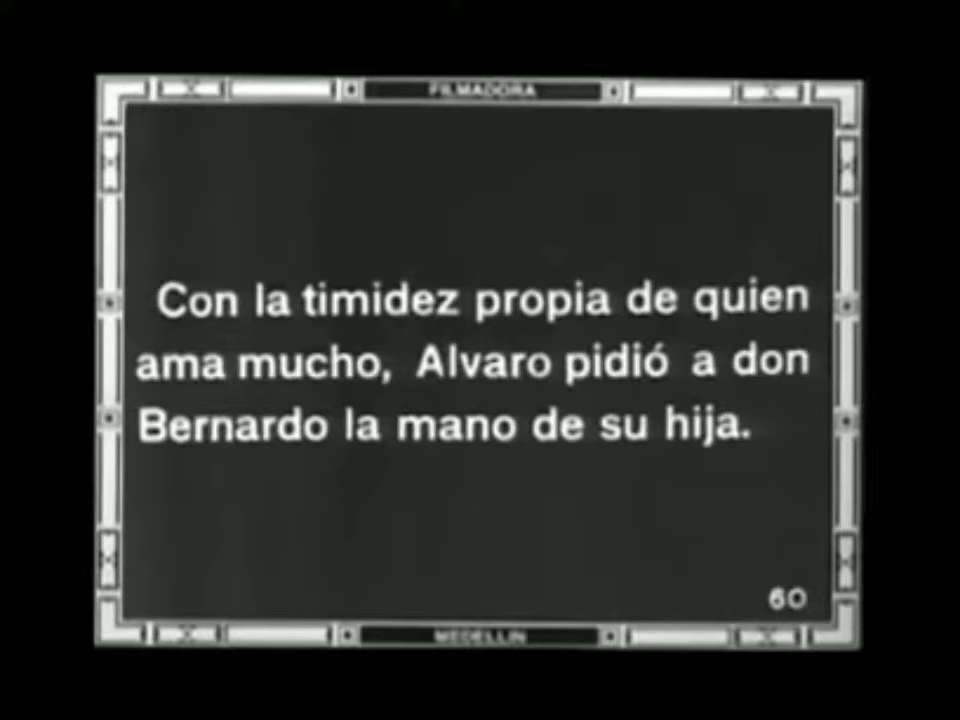 FILMADORA
Con la timidez propia de quien
ama mucho, Alvaro pidió a don
Bernardo la mano de su hija.
60
MEDELLIN